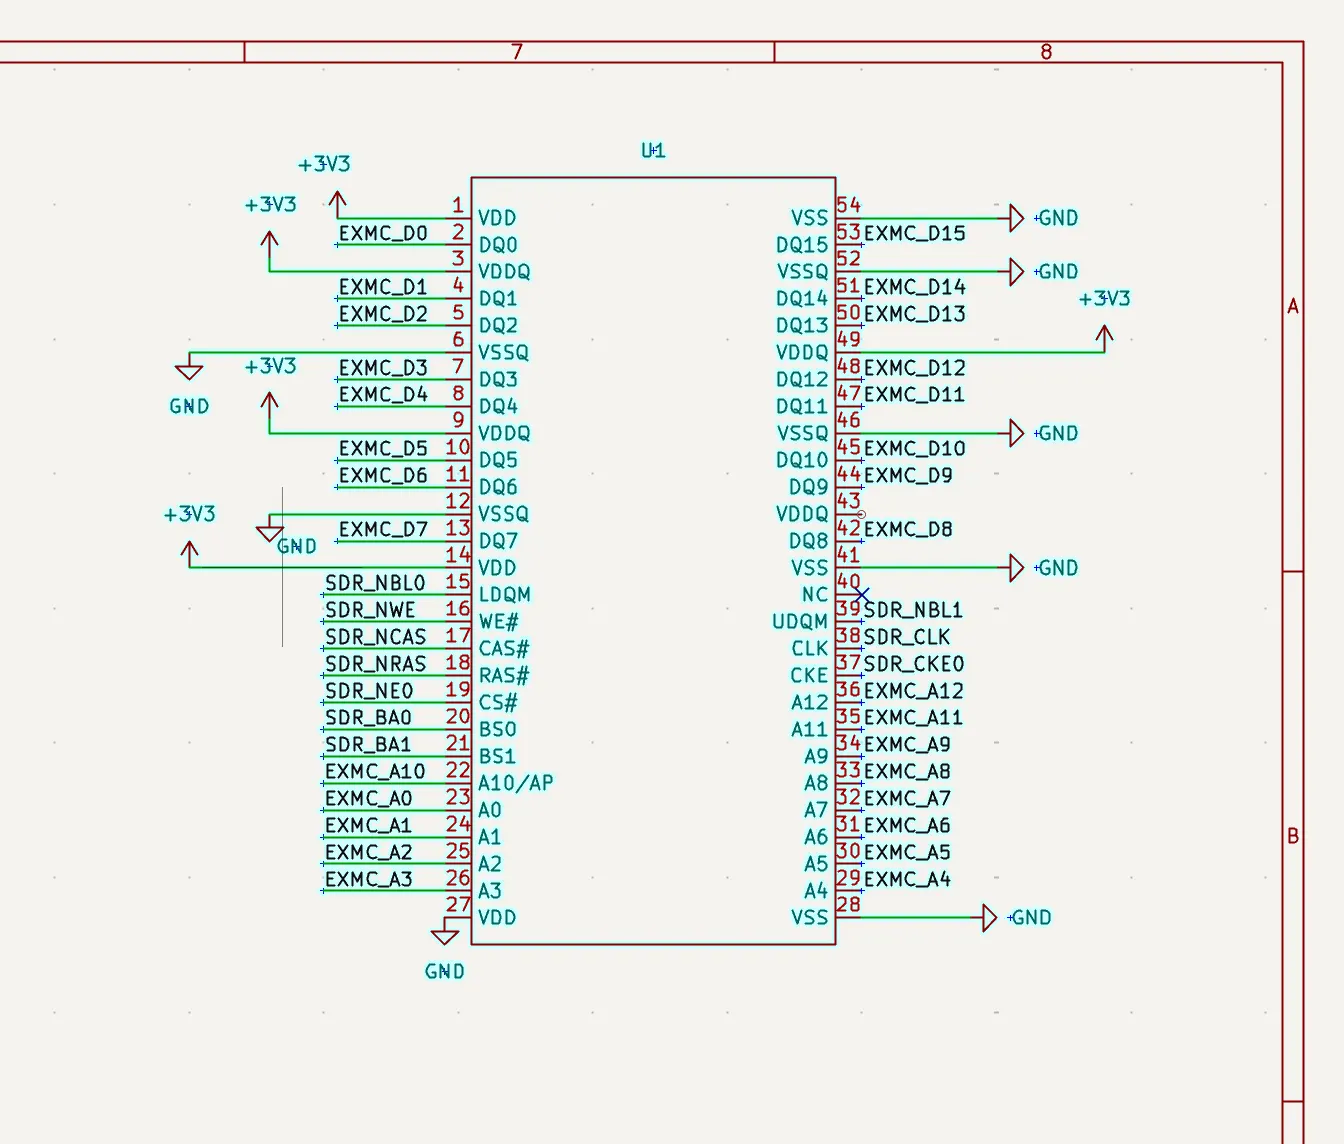 7 8
U1
+3V3
+3V3
1 VDD VSS 54 GND
EXMC_D0 2 DQ0 DQ15 53 EXMC_D15
3 VDDQ VSSQ 52 GND
EXMC_D1 4 DQ1 DQ14 51 EXMC_D14
+3V3
EXMC_D2 5 DQ2 DQ13 50 EXMC_D13
A
6 VSSQ VDDQ 49
+3V3
EXMC_D3 7 DQ3 DQ12 48 EXMC_D12
GND
EXMC_D4 8 DQ4 DQ11 47 EXMC_D11
9 VDDQ VSSQ 46 GND
EXMC_D5 10 DQ5 DQ10 45 EXMC_D10
EXMC_D6 11 DQ6 DQ9 44 EXMC_D9
+3V3
12 VSSQ VDDQ 43
GND
EXMC_D7 13 DQ7 DQ8 42 EXMC_D8
14 VDD VSS 41 GND
SDR_NBL0 15 LDQM NC 40
SDR_NWE 16 WE# UDQM 39 SDR_NBL1
SDR_NCAS 17 CAS# CLK 38 SDR_CLK
SDR_NRAS 18 RAS# CKE 37 SDR_CKE0
SDR_NE0 19 CS# A12 36 EXMC_A12
SDR_BA0 20 BS0 A11 35 EXMC_A11
SDR_BA1 21 BS1 A9 34 EXMC_A9
EXMC_A10 22 A10/AP A8 33 EXMC_A8
EXMC_A0 23 A0 A7 32 EXMC_A7
EXMC_A1 24 A1 A6 31 EXMC_A6
B
EXMC_A2 25 A2 A5 30 EXMC_A5
EXMC_A3 26 A3 A4 29 EXMC_A4
27 VDD VSS 28 GND
GND